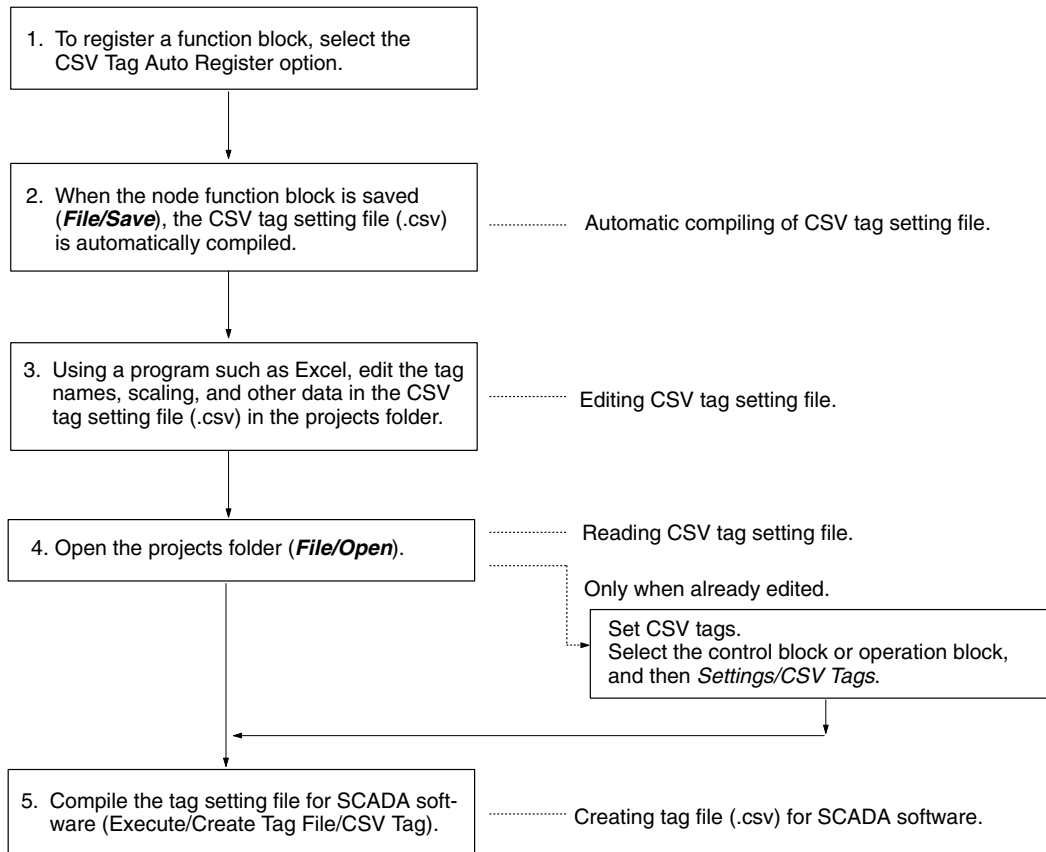 1. To register a function block, select the
CSV Tag Auto Register option.
2. When the node function block is saved
(File/Save), the CSV tag setting file (.csv)
is automatically compiled.
Automatic compiling of CSV tag setting file.
3. Using a program such as Excel, edit the tag
names, scaling, and other data in the CSV
tag setting file (.csv) in the projects folder.
Editing CSV tag setting file.
4. Open the projects folder (File/Open).
Reading CSV tag setting file.
Only when already edited.
Set CSV tags.
Select the control block or operation block,
and then Settings/CSV Tags.
5. Compile the tag setting file for SCADA soft-
ware (Execute/Create Tag File/CSV Tag).
Creating tag file (.csv) for SCADA software.